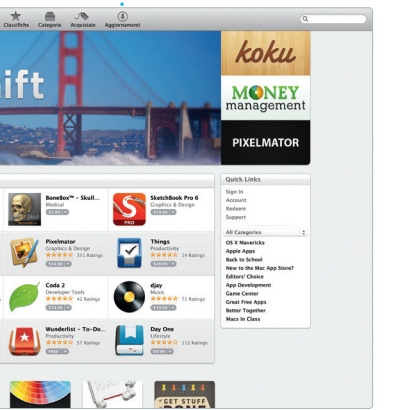 Classifiche Categorie Acquistate Aggiornamenti
ift
koku
MONEY
management
PIXELMATOR
Quick Links
Sign In
Account
Redeem
Support
All Categories
OS X Mavericks
Apple Apps
Back to School
New to the Mac App Store?
Editors' Choice
App Development
Game Center
Great Free Apps
Better Together
Macs In Class
BoneBox™ – Skull...
Medical
SketchBook Pro 6
Graphics & Design
PRO
Pixelmator
Graphics & Design
351 Ratings
Things
Productivity
14 Ratings
Coda 2
Developer Tools
42 Ratings
djay
Music
71 Ratings
Wunderlist – To-Do...
Productivity
57 Ratings
FREE
Day One
Lifestyle
112 Ratings
GET STUFF
DONE